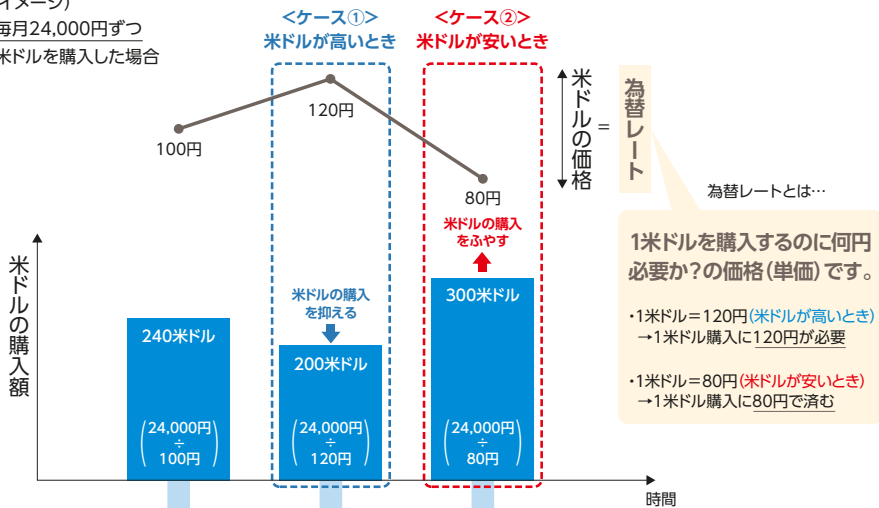 イメージ)
毎月24,000円ずつ
米ドルを購入した場合
<ケース①>
米ドルが高いとき
<ケース②>
米ドルが安いとき
100円
120円
80円
米ドルの価格
=
為替レート
為替レートとは…
1米ドルを購入するのに何円
必要か?の価格(単価)です。
・1米ドル=120円(米ドルが高いとき)
→1米ドル購入に120円が必要
・1米ドル=80円(米ドルが安いとき)
→1米ドル購入に80円で済む
米ドルの購入額
米ドルの購入
を抑える
米ドルの購入
をふやす
240米ドル
(24,000円
÷
100円)
200米ドル
(24,000円
÷
120円)
300米ドル
(24,000円
÷
80円)
時間